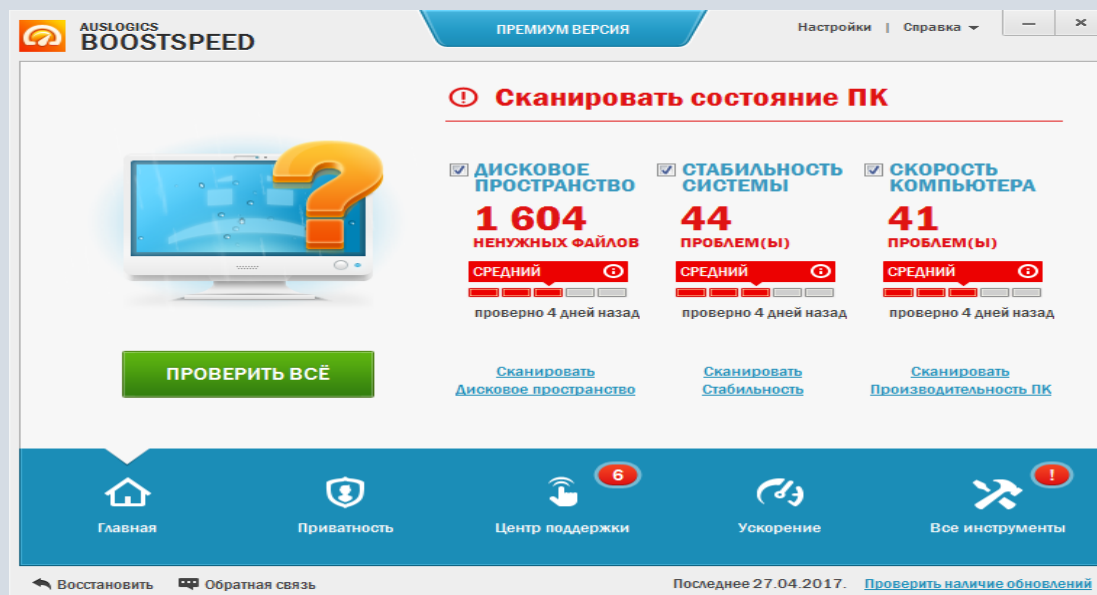 AUSLOGICS
BOOSTSPEED
ПРЕМИУМ ВЕРСИЯ
Настройки | Справка
Сканировать состояние ПК
ДИСКОВОЕ
ПРОСТРАНСТВО
1 604
НЕНУЖНЫХ ФАЙЛОВ
СРЕДНИЙ
проверно 4 дней назад
Сканировать
Дисковое пространство
СТАБИЛЬНОСТЬ
СИСТЕМЫ
44
ПРОБЛЕМ(Ы)
СРЕДНИЙ
проверно 4 дней назад
Сканировать
Стабильность
СКОРОСТЬ
КОМПЬЮТЕРА
41
ПРОБЛЕМ(Ы)
СРЕДНИЙ
проверно 4 дней назад
Сканировать
Производительность ПК
ПРОВЕРИТЬ ВСЁ
Главная
Приватность
6
Центр поддержки
Ускорение
!
Все инструменты
Восстановить
Обратная связь
Последнее 27.04.2017. Проверить наличие обновлений